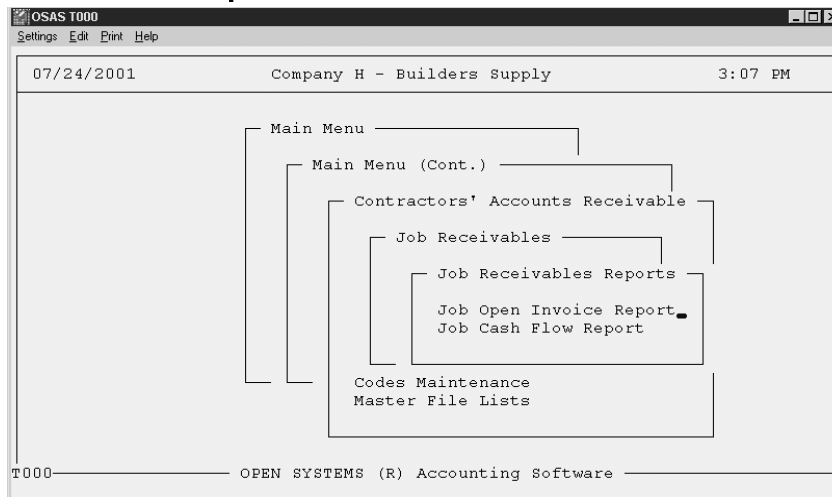 OSAS T000
Settings Edit Print Help
07/24/2001 Company H - Builders Supply 3:07 PM
Main Menu
Main Menu (Cont.)
Contractors' Accounts Receivable
Job Receivables
Job Receivables Reports
Job Open Invoice Report
Job Cash Flow Report
Codes Maintenance
Master File Lists
T000 OPEN SYSTEMS (R) Accounting Software